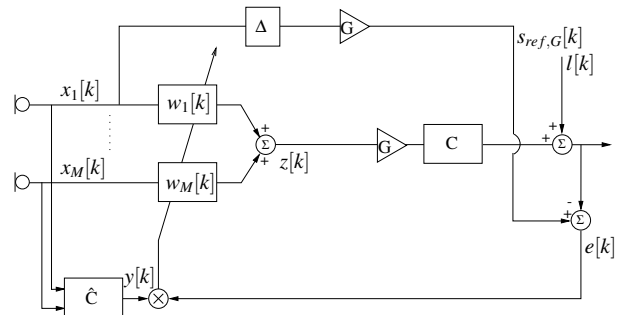 Δ
G
s_{ref,G}[k]
l[k]
x_1[k]
w_1[k]
+
+
Σ
z[k]
G
C
+
+
Σ
x_M[k]
w_M[k]
-
+
Σ
e[k]
Ĉ
y[k]
×